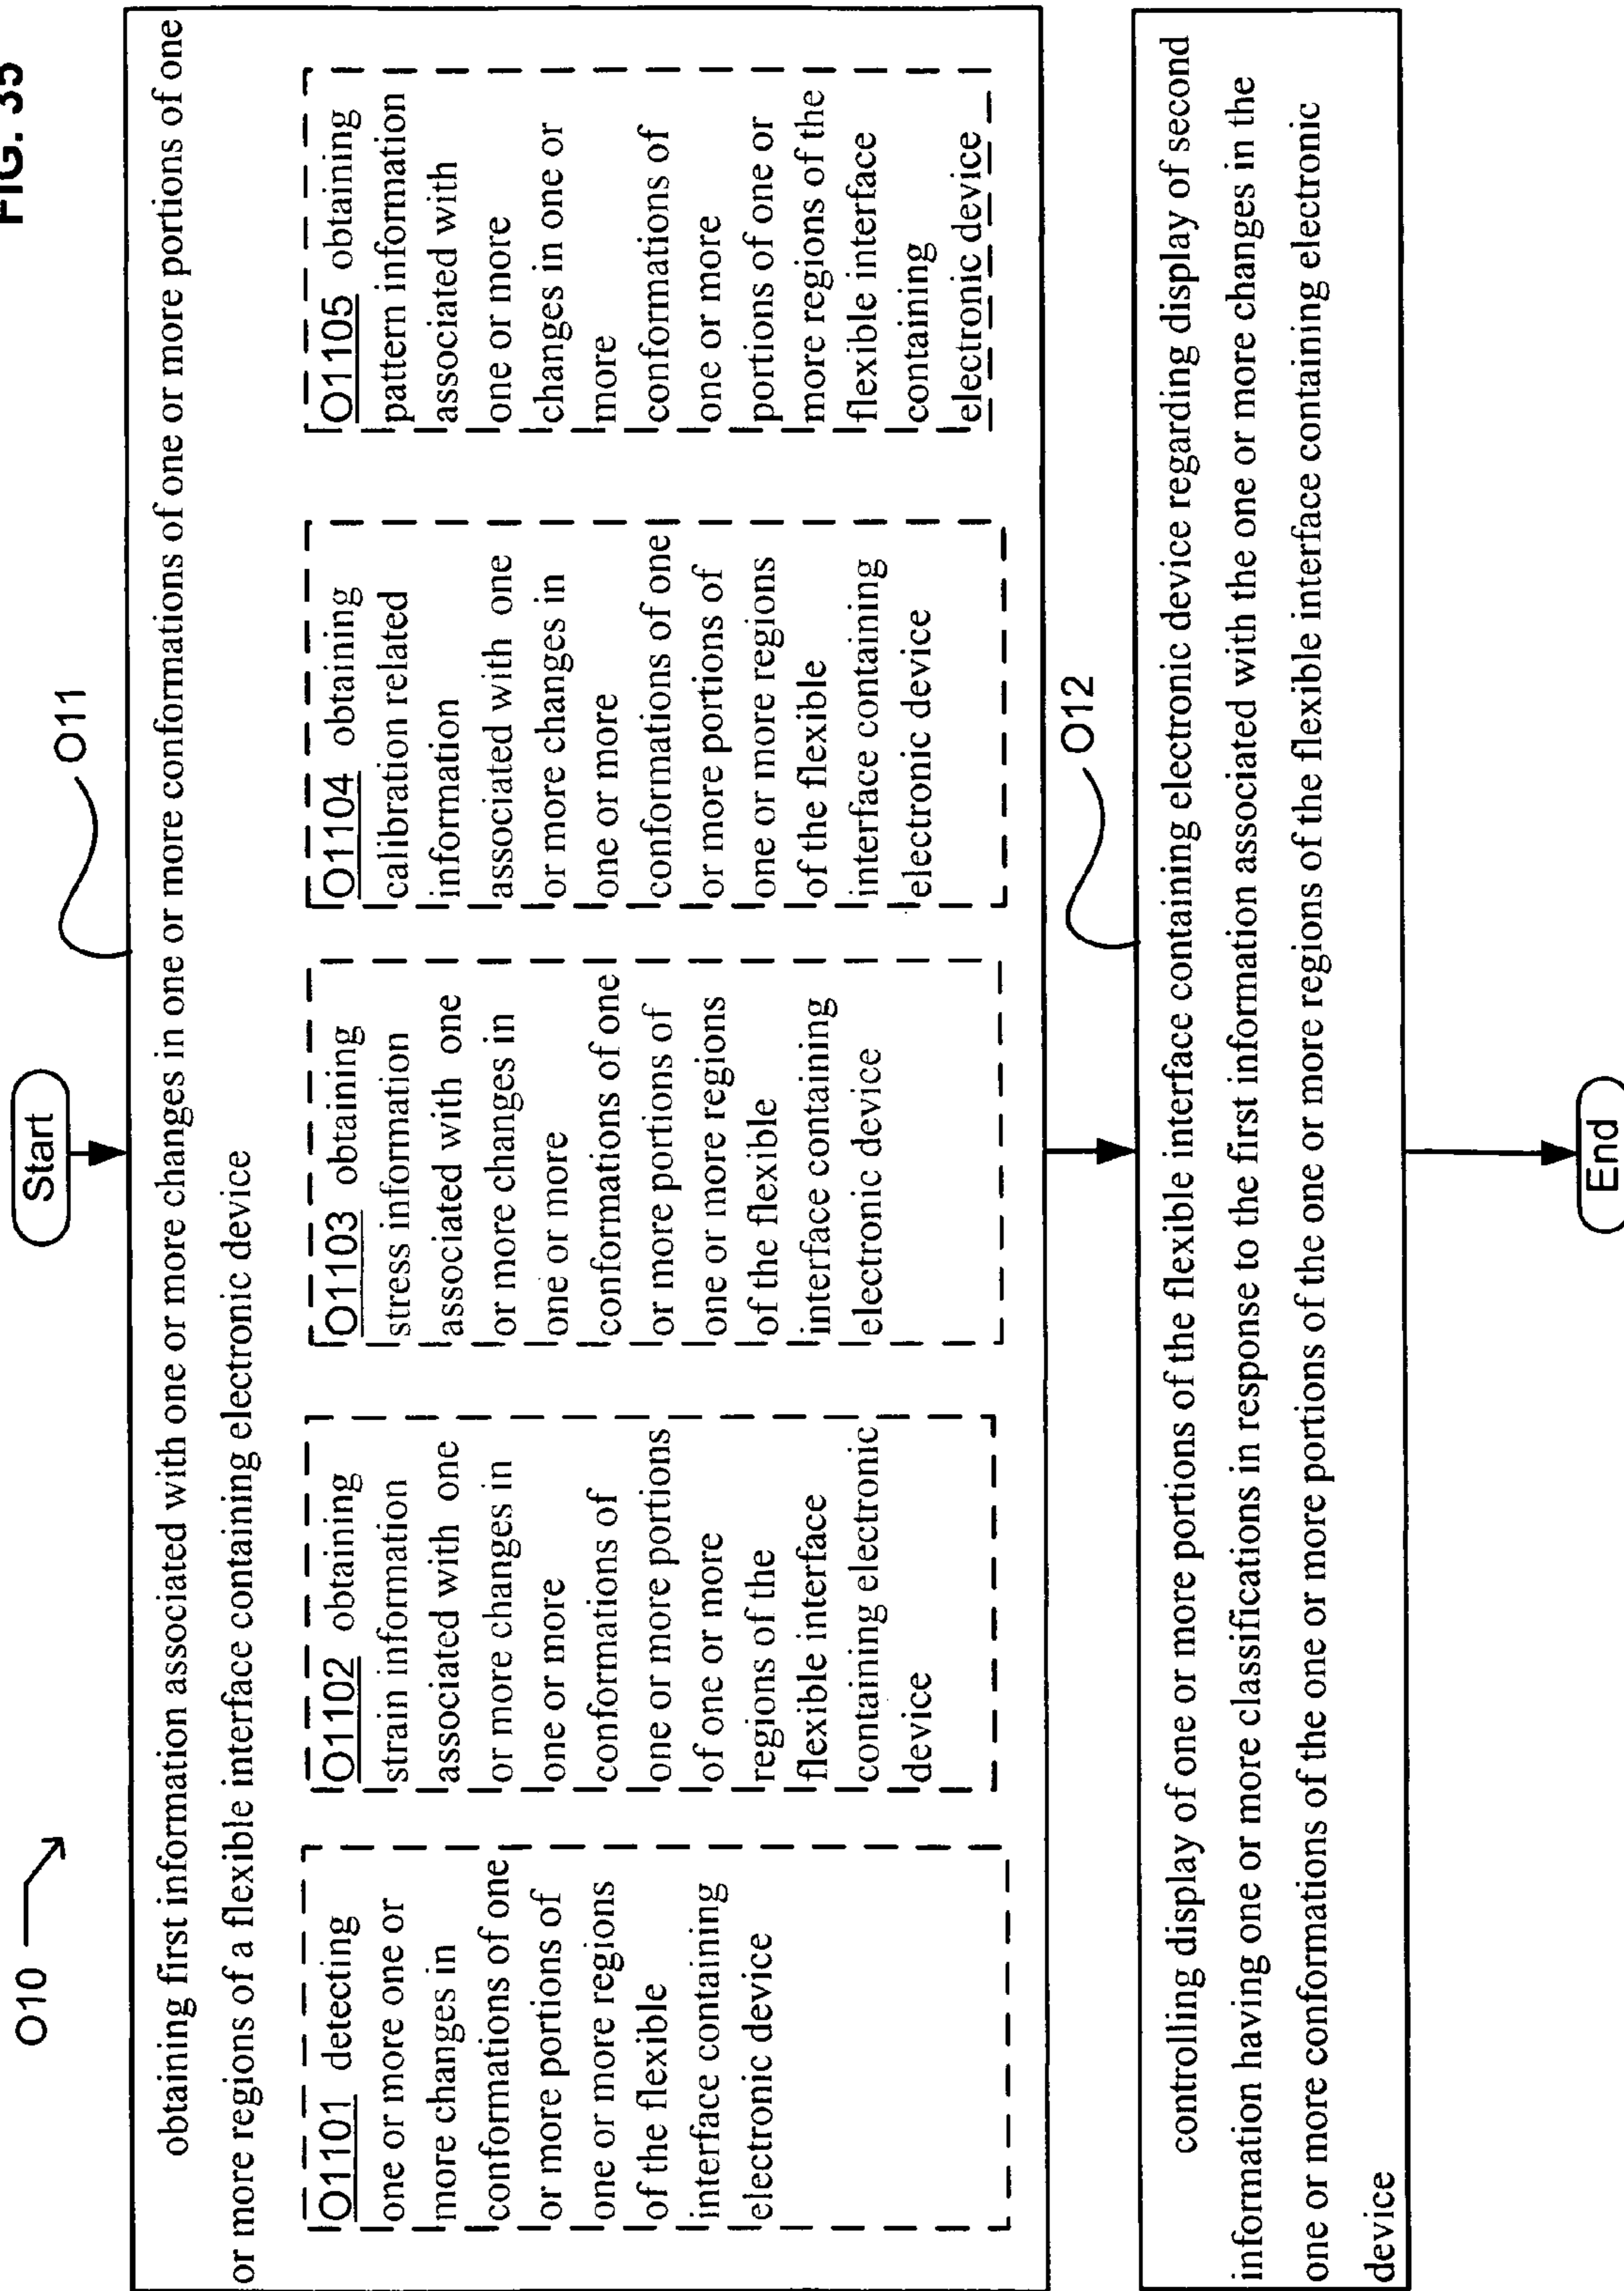 FIG. 35
O10
Start
O11
obtaining first information associated with one or more changes in one or more conformations of one or more portions of one
or more regions of a flexible interface containing electronic device
O1101 detecting
one or more one or
more changes in
conformations of one
or more portions of
one or more regions
of the flexible
interface containing
electronic device
O1102 obtaining
strain information
associated with one
or more changes in
one or more
conformations of
one or more portions
of one or more
regions of the
flexible interface
containing electronic
device
O1103 obtaining
stress information
associated with one
or more changes in
one or more
conformations of one
or more portions of
one or more regions
of the flexible
interface containing
electronic device
O1104 obtaining
calibration related
information
associated with one
or more changes in
one or more
conformations of one
or more portions of
one or more regions
of the flexible
interface containing
electronic device
O1105 obtaining
pattern information
associated with
one or more
changes in one or
more
conformations of
one or more
portions of one or
more regions of the
flexible interface
containing
electronic device
O12
controlling display of one or more portions of the flexible interface containing electronic device regarding display of second
information having one or more classifications in response to the first information associated with the one or more changes in the
one or more conformations of the one or more portions of the one or more regions of the flexible interface containing electronic
device
End